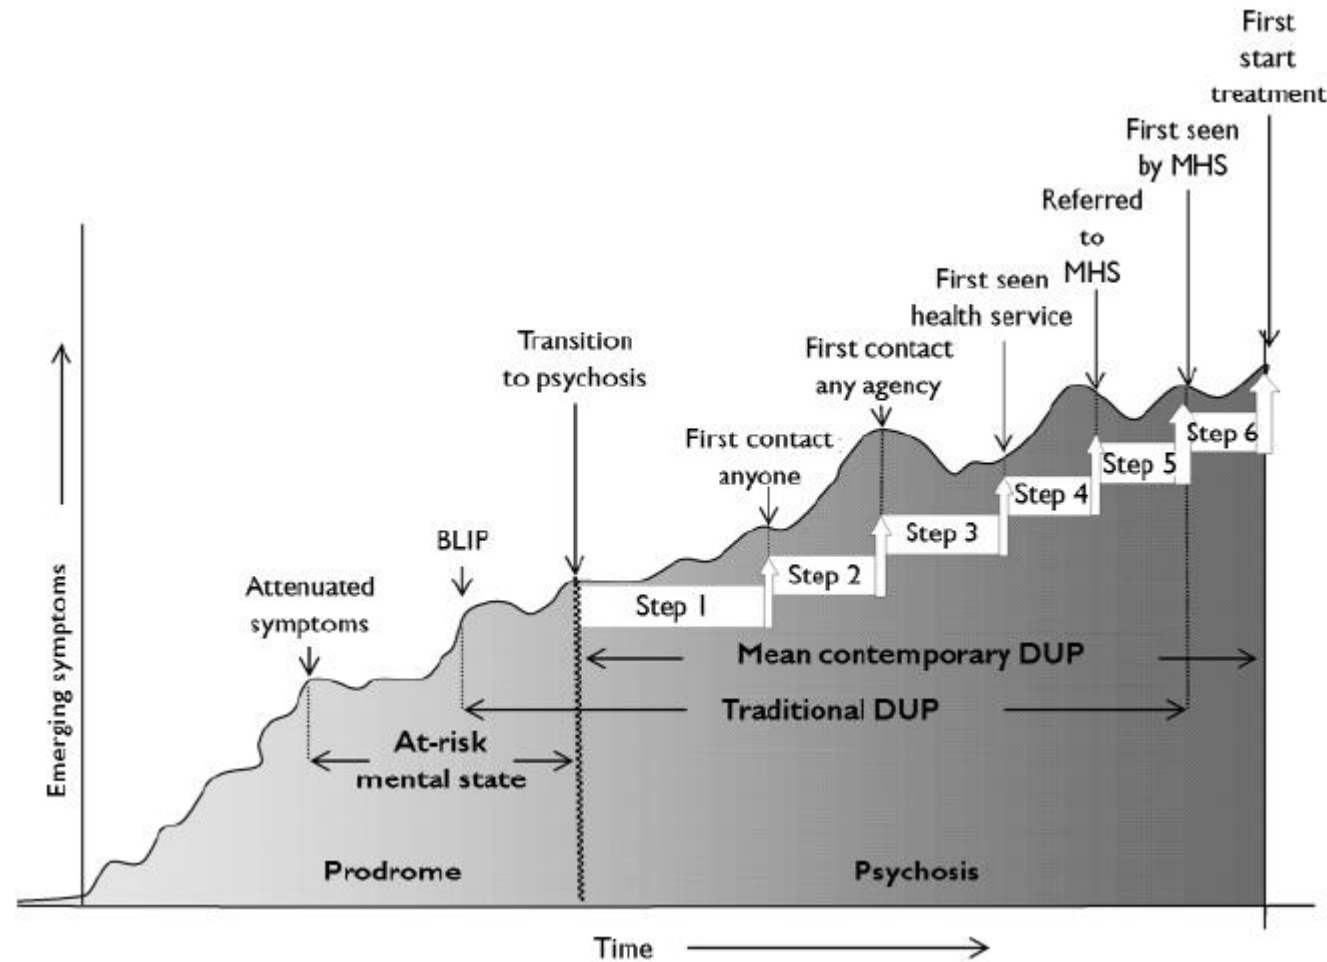 First
start
treatment
First seen
by MHS
Referred
to
MHS
First seen
health service
First contact
any agency
Transition
to psychosis
First contact
anyone
BLIP
Attenuated
symptoms
Step 6
Step 5
Step 4
Step 3
Step 2
Step 1
Mean contemporary DUP
Traditional DUP
At-risk
mental state
Prodrome
Psychosis
Emerging symptoms
Time